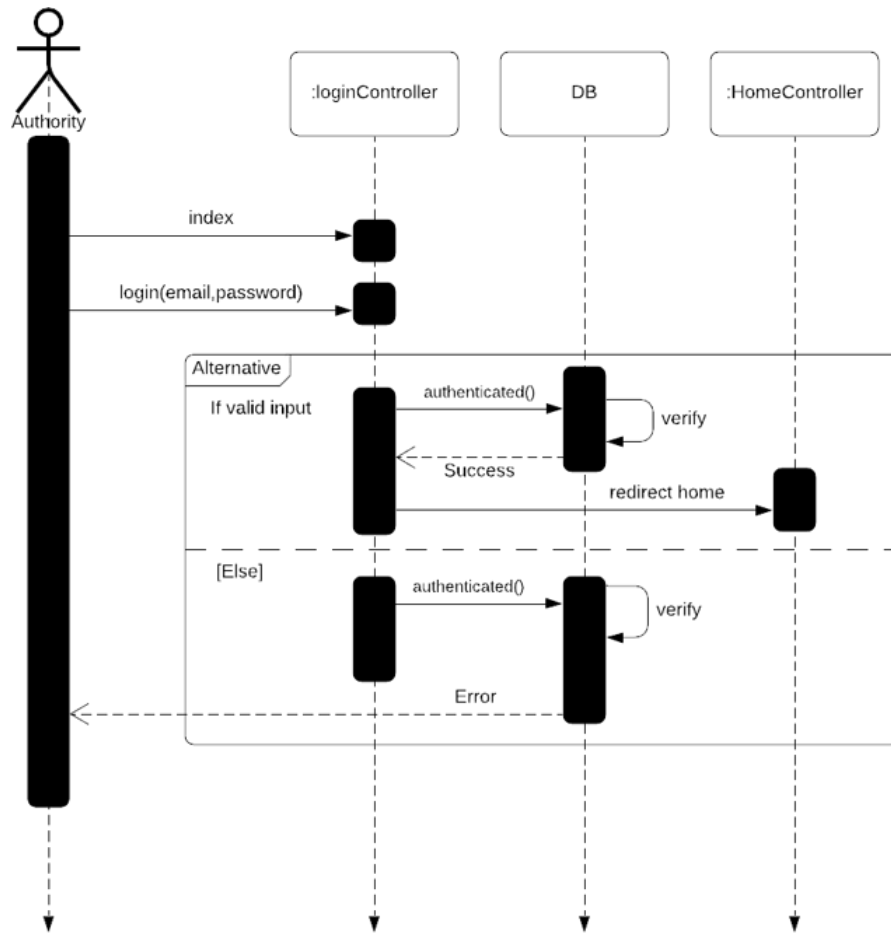 Authority
:loginController
DB
:HomeController
index
login(email,password)
Alternative
If valid input
authenticated()
verify
Success
redirect home
[Else]
authenticated()
verify
Error